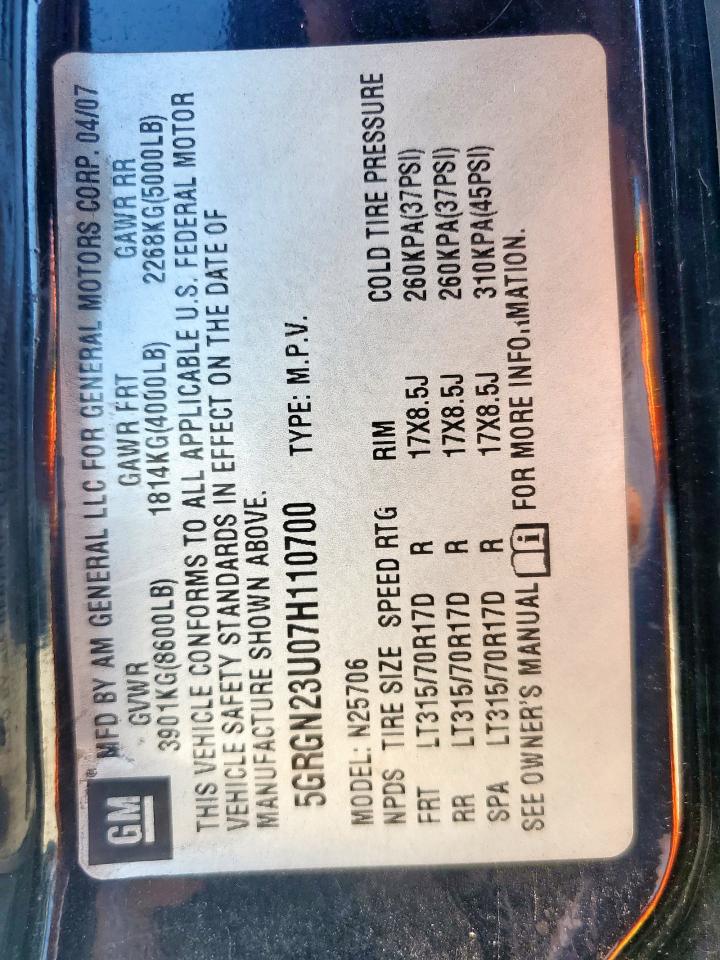 GM
MFD BY AM GENERAL LLC FOR GENERAL MOTORS CORP. 04/07
GVWR GAWR FRT GAWR RR
3901KG(8600LB) 1814KG(4000LB) 2268KG(5000LB)
THIS VEHICLE CONFORMS TO ALL APPLICABLE U.S. FEDERAL MOTOR
VEHICLE SAFETY STANDARDS IN EFFECT ON THE DATE OF
MANUFACTURE SHOWN ABOVE.
5GRGN23U07H110700 TYPE: M.P.V.
MODEL: N25706
NPDS TIRE SIZE SPEED RTG RIM COLD TIRE PRESSURE
FRT LT315/70R17D R 17X8.5J 260KPA(37PSI)
RR LT315/70R17D R 17X8.5J 260KPA(37PSI)
SPA LT315/70R17D R 17X8.5J 310KPA(45PSI)
SEE OWNER'S MANUAL i FOR MORE INFORMATION.